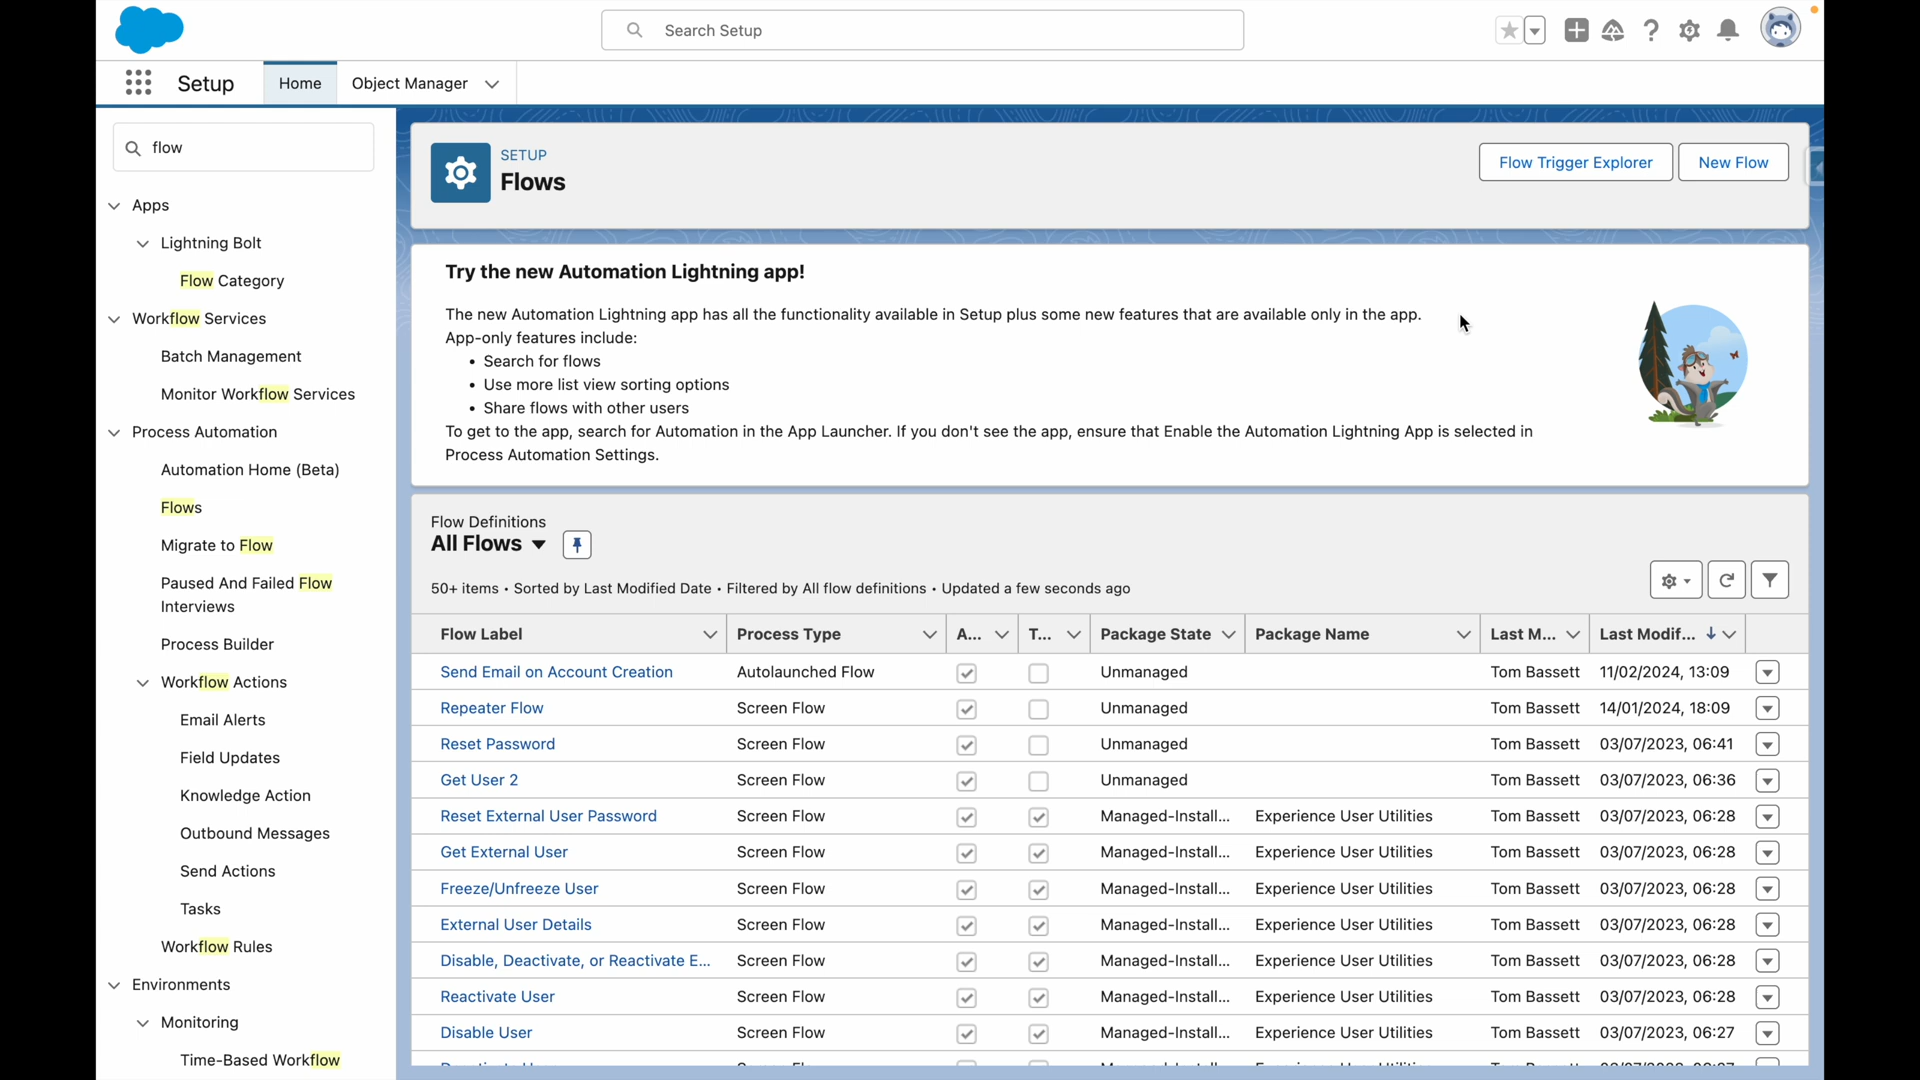 Search Setup
Setup
Home
Object Manager
flow
Apps
Lightning Bolt
Flow Category
Workflow Services
Batch Management
Monitor Workflow Services
Process Automation
Automation Home (Beta)
Flows
Migrate to Flow
Paused And Failed Flow
Interviews
Process Builder
Workflow Actions
Email Alerts
Field Updates
Knowledge Action
Outbound Messages
Send Actions
Tasks
Workflow Rules
Environments
Monitoring
Time-Based Workflow
SETUP
Flows
Flow Trigger Explorer
New Flow
Try the new Automation Lightning app!
The new Automation Lightning app has all the functionality available in Setup plus some new features that are available only in the app.
App-only features include:
• Search for flows
• Use more list view sorting options
• Share flows with other users
To get to the app, search for Automation in the App Launcher. If you don't see the app, ensure that Enable the Automation Lightning App is selected in
Process Automation Settings.
Flow Definitions
All Flows
50+ items • Sorted by Last Modified Date • Filtered by All flow definitions • Updated a few seconds ago
Flow Label Process Type A... T... Package State Package Name Last M... Last Modif...
Send Email on Account Creation Autolaunched Flow Unmanaged Tom Bassett 11/02/2024, 13:09
Repeater Flow Screen Flow Unmanaged Tom Bassett 14/01/2024, 18:09
Reset Password Screen Flow Unmanaged Tom Bassett 03/07/2023, 06:41
Get User 2 Screen Flow Unmanaged Tom Bassett 03/07/2023, 06:36
Reset External User Password Screen Flow Managed-Install... Experience User Utilities Tom Bassett 03/07/2023, 06:28
Get External User Screen Flow Managed-Install... Experience User Utilities Tom Bassett 03/07/2023, 06:28
Freeze/Unfreeze User Screen Flow Managed-Install... Experience User Utilities Tom Bassett 03/07/2023, 06:28
External User Details Screen Flow Managed-Install... Experience User Utilities Tom Bassett 03/07/2023, 06:28
Disable, Deactivate, or Reactivate E... Screen Flow Managed-Install... Experience User Utilities Tom Bassett 03/07/2023, 06:28
Reactivate User Screen Flow Managed-Install... Experience User Utilities Tom Bassett 03/07/2023, 06:28
Disable User Screen Flow Managed-Install... Experience User Utilities Tom Bassett 03/07/2023, 06:27